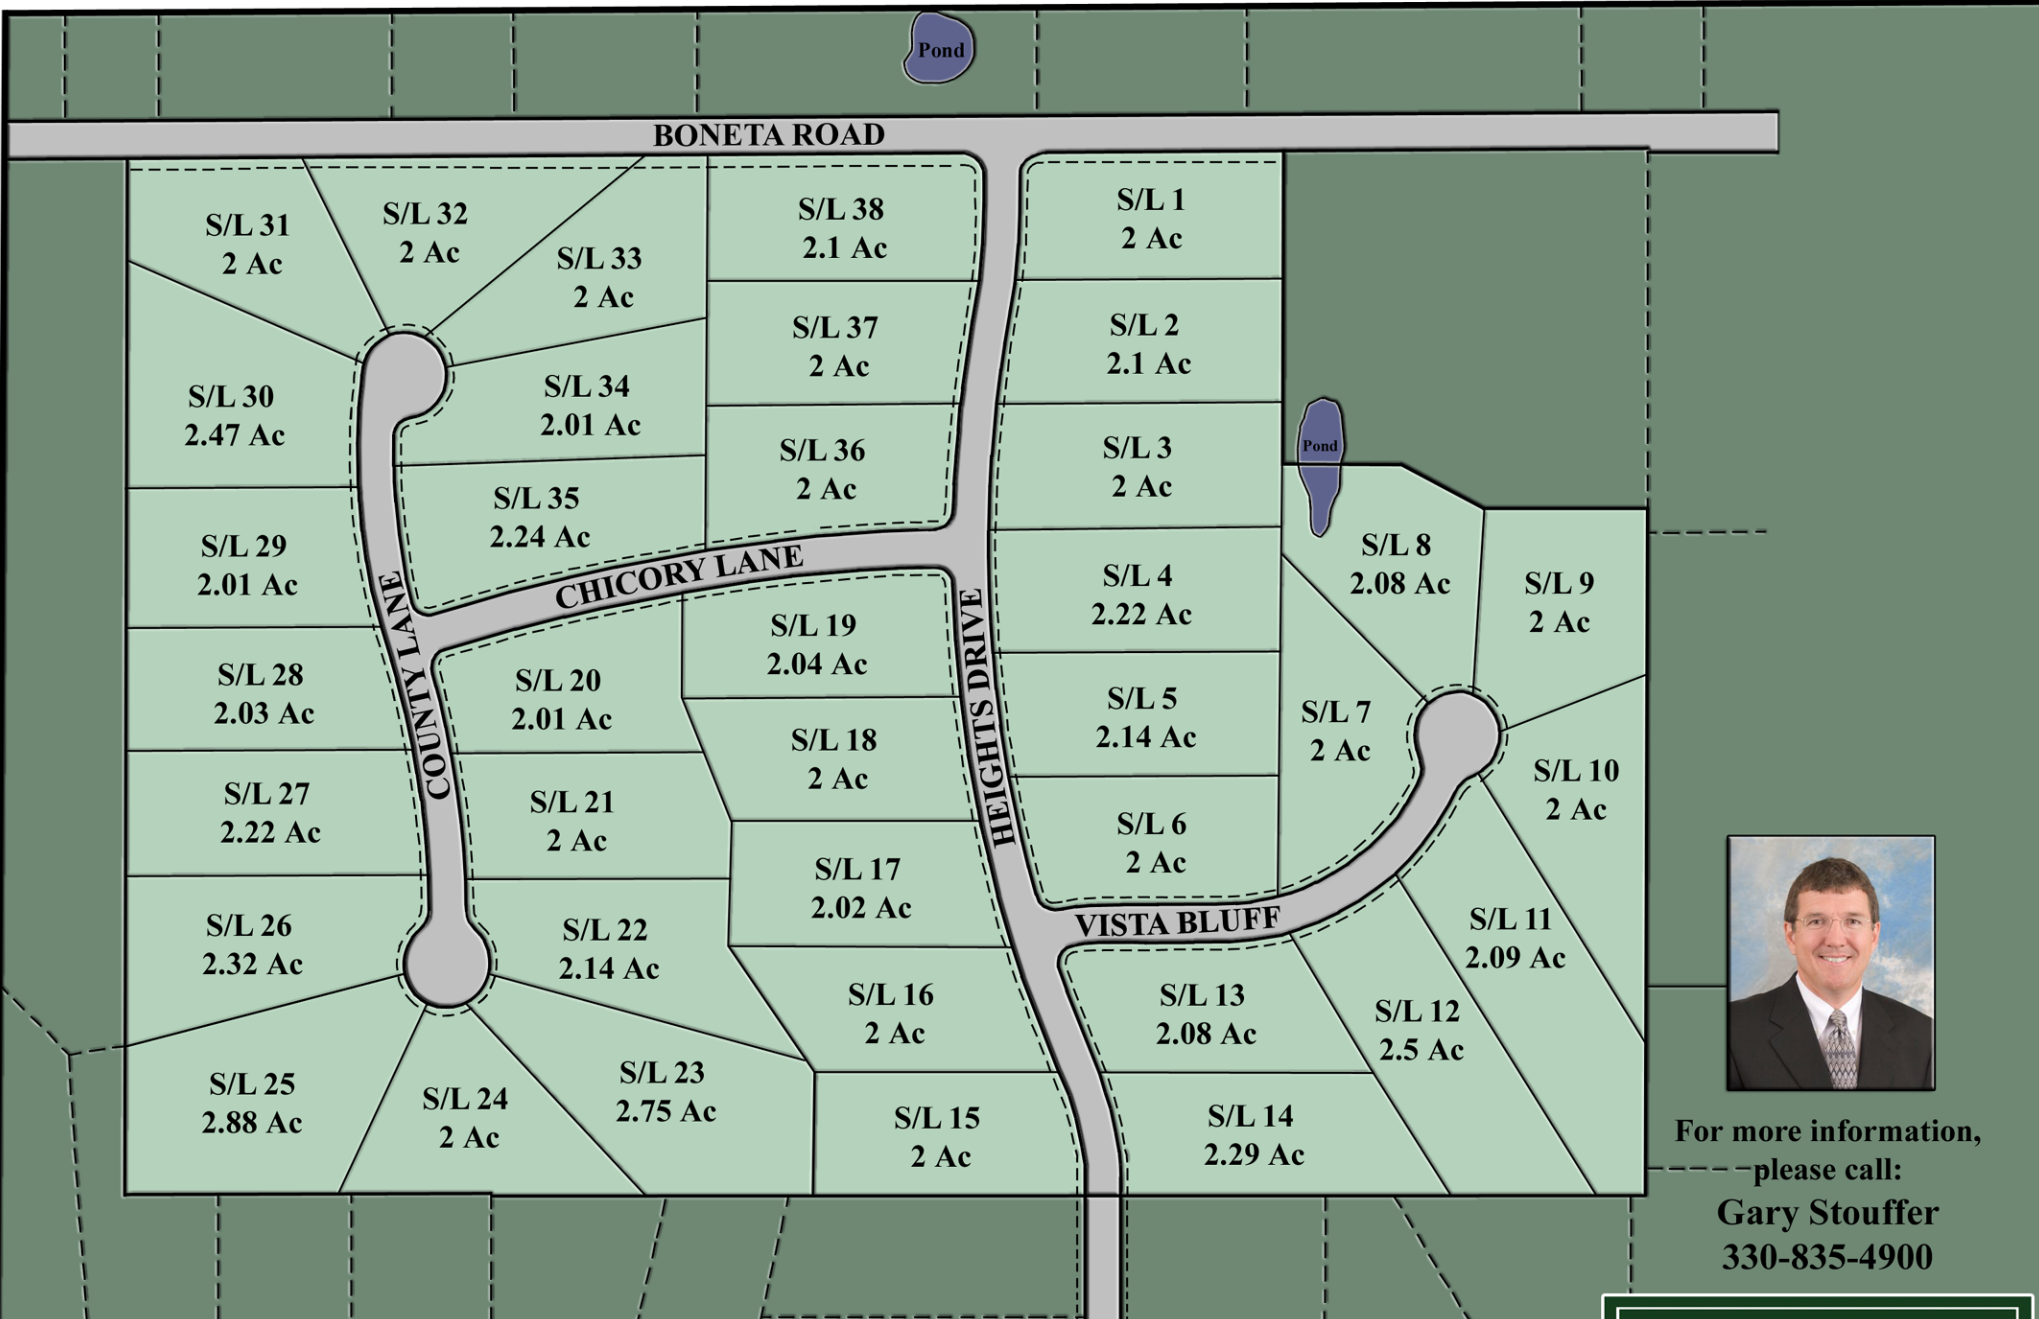 Pond
BONETA ROAD
S/L 31
2 Ac
S/L 32
2 Ac
S/L 33
2 Ac
S/L 38
2.1 Ac
S/L 1
2 Ac
S/L 37
2 Ac
S/L 2
2.1 Ac
S/L 30
2.47 Ac
S/L 34
2.01 Ac
S/L 36
2 Ac
S/L 3
2 Ac
Pond
S/L 35
2.24 Ac
S/L 29
2.01 Ac
CHICORY LANE
S/L 4
2.22 Ac
S/L 8
2.08 Ac
S/L 9
2 Ac
COUNTY LANE
S/L 28
2.03 Ac
S/L 20
2.01 Ac
S/L 19
2.04 Ac
HEIGHTS DRIVE
S/L 5
2.14 Ac
S/L 7
2 Ac
S/L 18
2 Ac
S/L 10
2 Ac
S/L 27
2.22 Ac
S/L 21
2 Ac
S/L 6
2 Ac
S/L 17
2.02 Ac
VISTA BLUFF
S/L 26
2.32 Ac
S/L 22
2.14 Ac
S/L 11
2.09 Ac
S/L 16
2 Ac
S/L 13
2.08 Ac
S/L 12
2.5 Ac
S/L 25
2.88 Ac
S/L 24
2 Ac
S/L 23
2.75 Ac
S/L 15
2 Ac
S/L 14
2.29 Ac
For more information,
please call:
Gary Stouffer
330-835-4900